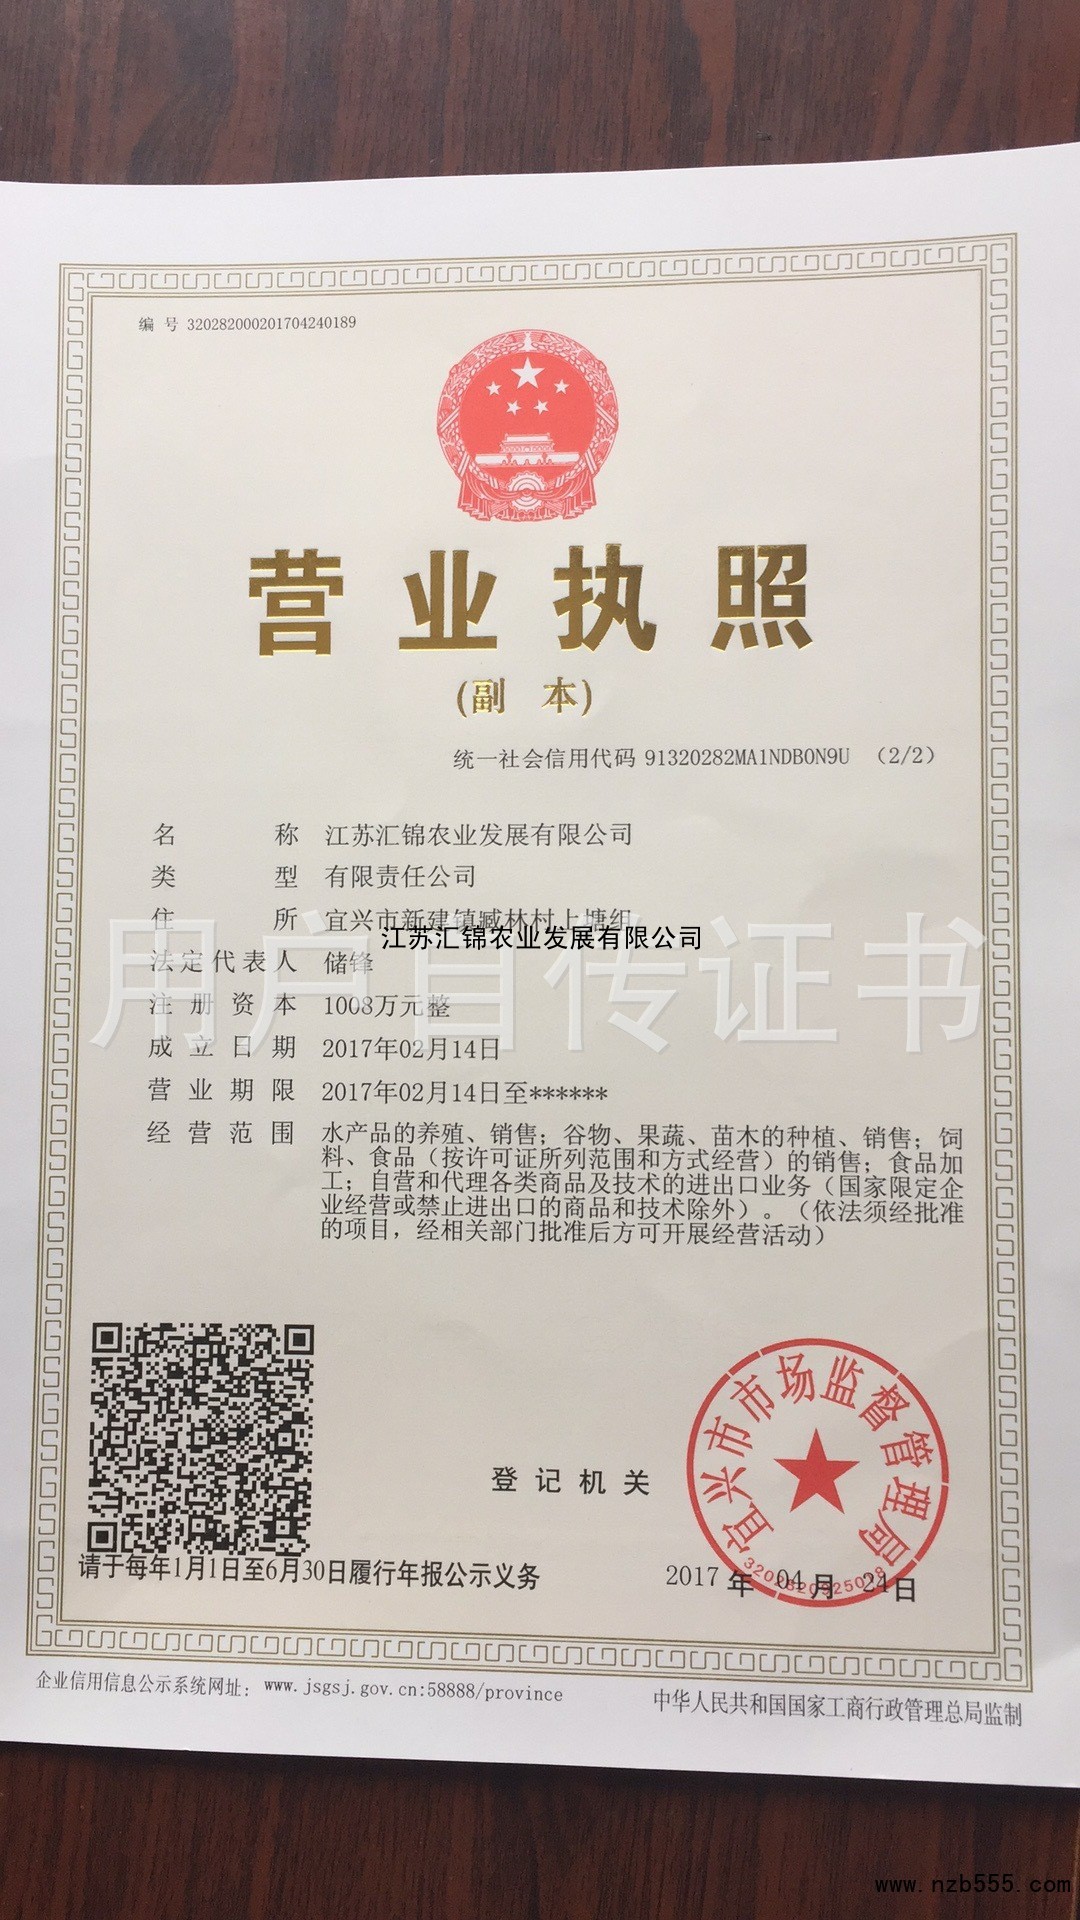 编 号 320282000201704240189
营业执照
(副 本)
统一社会信用代码 91320282MA1NDB0N9U （2/2）
名 称 江苏汇锦农业发展有限公司
类 型 有限责任公司
住 所 宜兴市新建镇臧林村上塘组
江苏汇锦农业发展有限公司
用户自传证书
法定代表人 储锋
注册资本 1008万元整
成立日期 2017年02月14日
营业期限 2017年02月14日至******
经营范围 水产品的养殖、销售；谷物、果蔬、苗木的种植、销售；饲
料、食品（按许可证所列范围和方式经营）的销售；食品加
工；自营和代理各类商品及技术的进出口业务（国家限定企
业经营或禁止进出口的商品和技术除外）。（依法须经批准
的项目，经相关部门批准后方可开展经营活动）
宜兴市市场监督管理局
登记机关
请于每年1月1日至6月30日履行年报公示义务
2017 年 04 月 24 日
企业信用信息公示系统网址： www.jsgsj.gov.cn:58888/province
中华人民共和国国家工商行政管理总局监制
www.nzb555.com